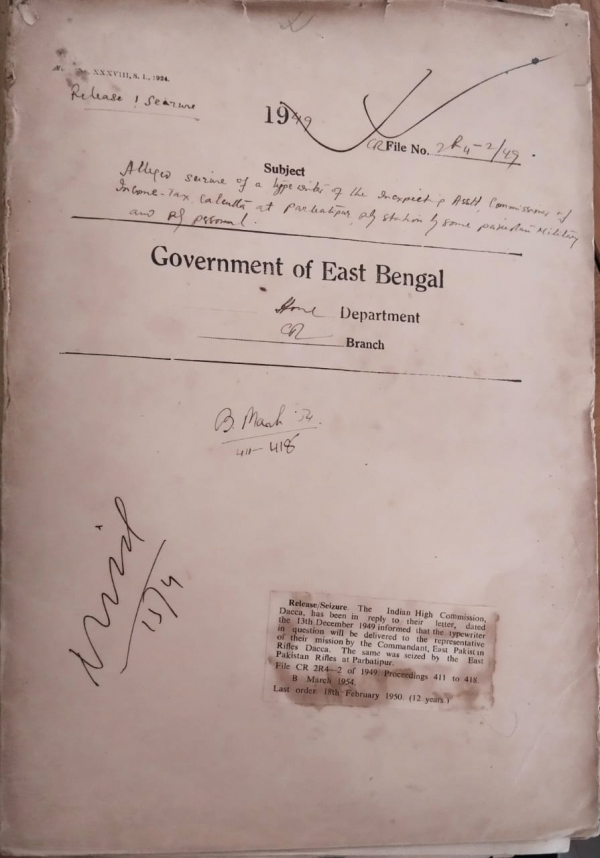 XXXVIII, S. I., 1934.
Release / Seizure
1949
CR File No. 2R4-2/49.
Subject
Alleged seizure of a typewriter of the Inspecting Asstt Commissioner of
Income-Tax, Calcutta at Parbatipur rly station by some pakistan Military
and personnel.
Government of East Bengal
Home Department
CR Branch
B. March '54.
411-418
15/4
Release/Seizure The Indian High Commission,
Dacca, has been in reply to their letter, dated
the 13th December 1949 informed that the typewriter
in question will be delivered to the representative
of their mission by the Commandant, East Pakistan
Rifles Dacca. The same was seized by the East
Pakistan Rifles at Parbatipur.
File CR 2R4—2 of 1949 Proceedings 411 to 418.
B March 1954.
Last order 18th February 1950 (12 years)